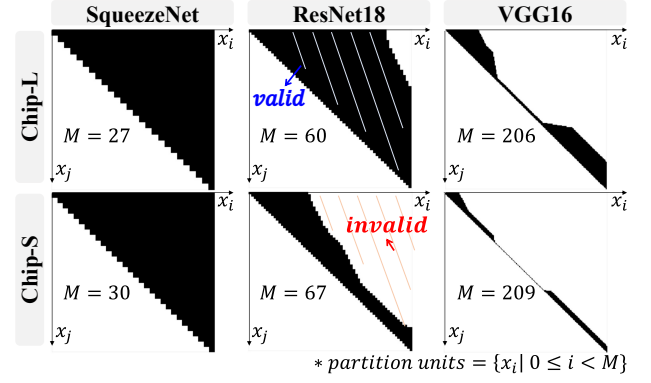 SqueezeNet ResNet18 VGG16
Chip-L
x_i x_i x_i
valid
M = 27 M = 60 M = 206
x_j x_j x_j
Chip-S
x_i x_i x_i
invalid
M = 30 M = 67 M = 209
x_j x_j x_j
* partition units = {x_i| 0 ≤ i < M}